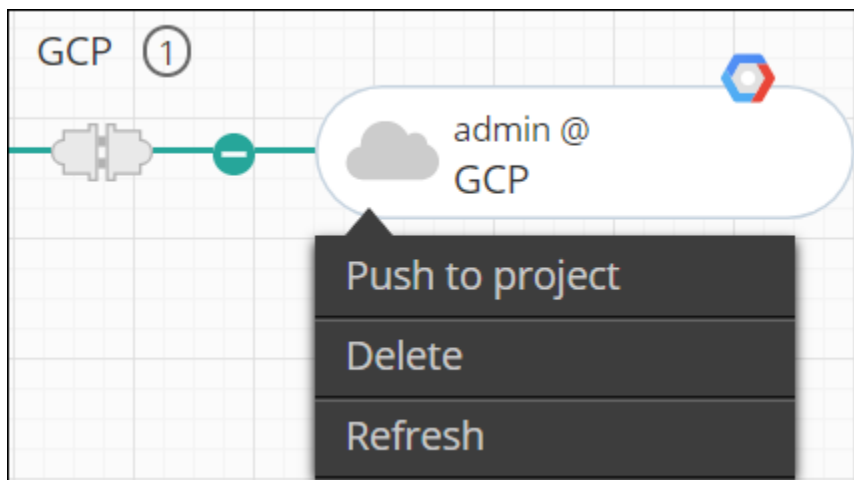 GCP 1
admin @
GCP
Push to project
Delete
Refresh